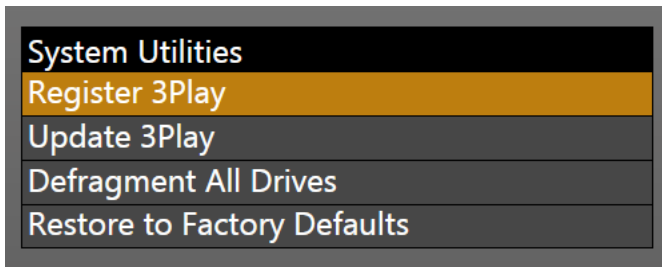 System Utilities
Register 3Play
Update 3Play
Defragment All Drives
Restore to Factory Defaults